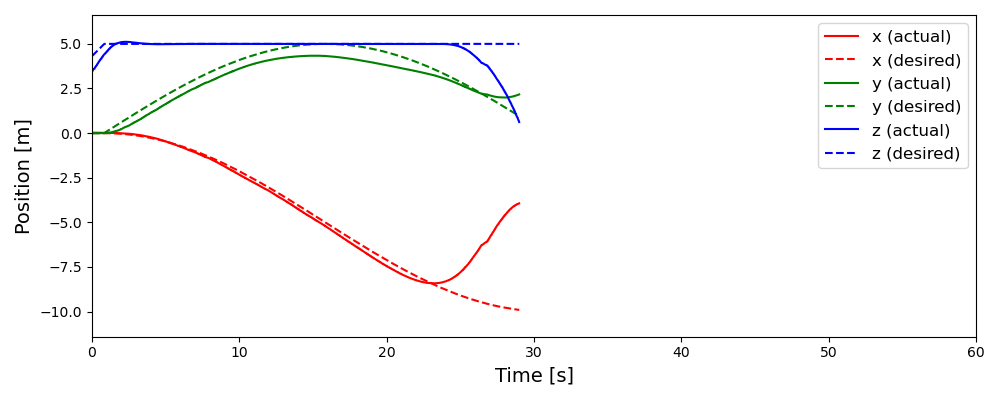 5.0
2.5
0.0
−2.5
−5.0
−7.5
−10.0
Position [m]
0
10
20
30
40
50
60
Time [s]
x (actual)
x (desired)
y (actual)
y (desired)
z (actual)
z (desired)